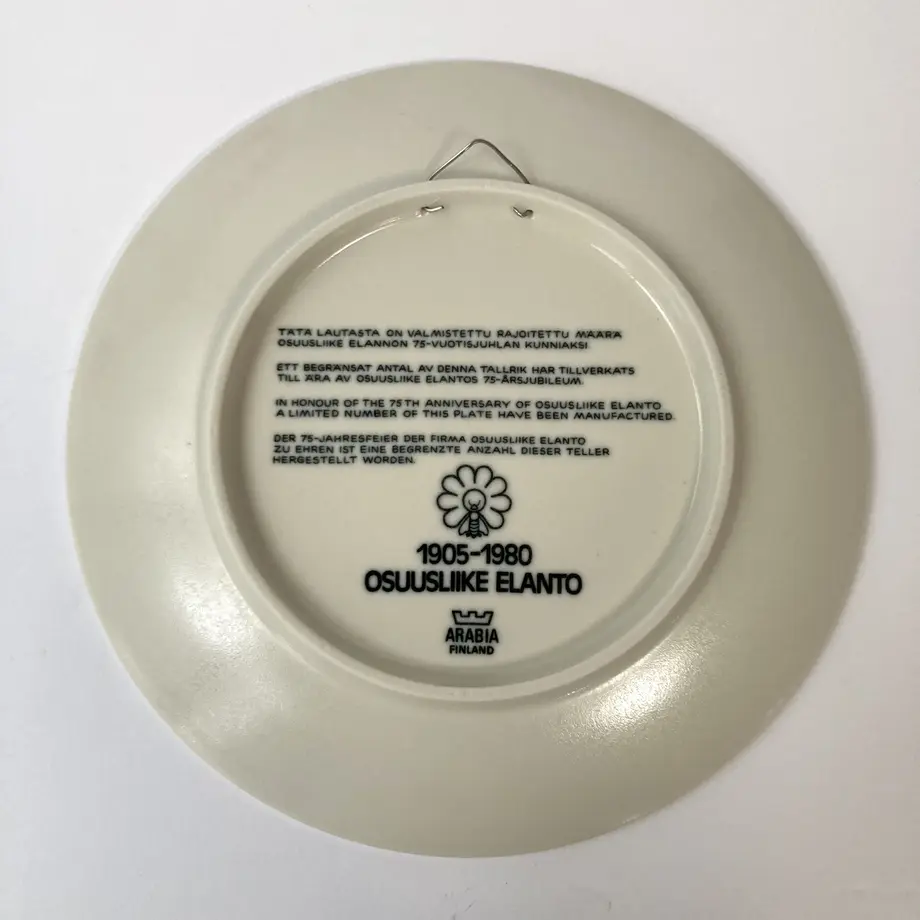 TÄTÄ LAUTASTA ON VALMISTETTU RAJOITETTU MÄÄRÄ
OSUUSLIIKE ELANNON 75-VUOTISJUHLAN KUNNIAKSI
ETT BEGRÄNSAT ANTAL AV DENNA TALLRIK HAR TILLVERKATS
TILL ÄRA AV OSUUSLIIKE ELANTOS 75-ÅRSJUBILEUM.
IN HONOUR OF THE 75TH ANNIVERSARY OF OSUUSLIIKE ELANTO
A LIMITED NUMBER OF THIS PLATE HAVE BEEN MANUFACTURED.
DER 75-JAHRESFEIER DER FIRMA OSUUSLIIKE ELANTO
ZU EHREN IST EINE BEGRENZTE ANZAHL DIESER TELLER
HERGESTELLT WORDEN.
1905-1980
OSUUSLIIKE ELANTO
ARABIA
FINLAND